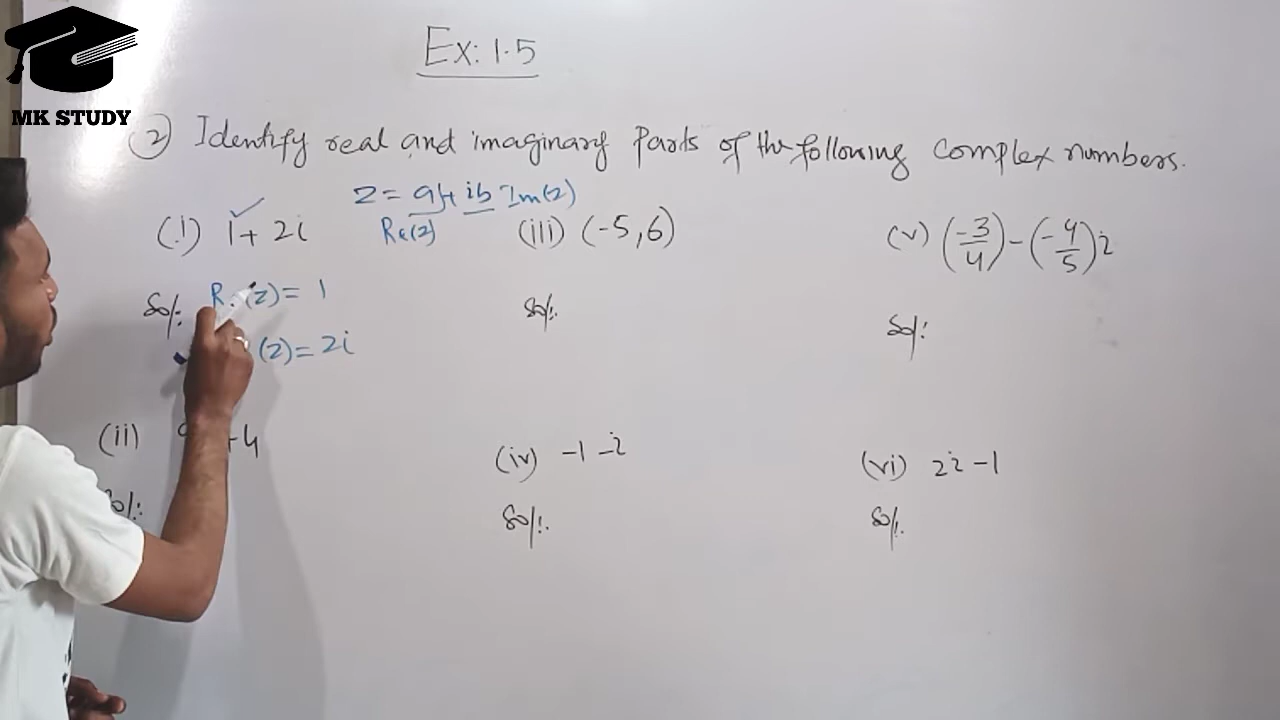 MK STUDY
Ex: 1.5
(2) Identify real and imaginary Parts of the following complex numbers.
Z = a + ib Im(z)
Re(z)
(i) 1 + 2i
Sol:
R (z) = 1
(z) = 2i
(ii) + 4
Sol:
(iii) (-5, 6)
Sol:
(iv) -1 - i
Sol:
(v) (-3/4) - (-4/5)i
Sol:
(vi) 2i - 1
Sol: